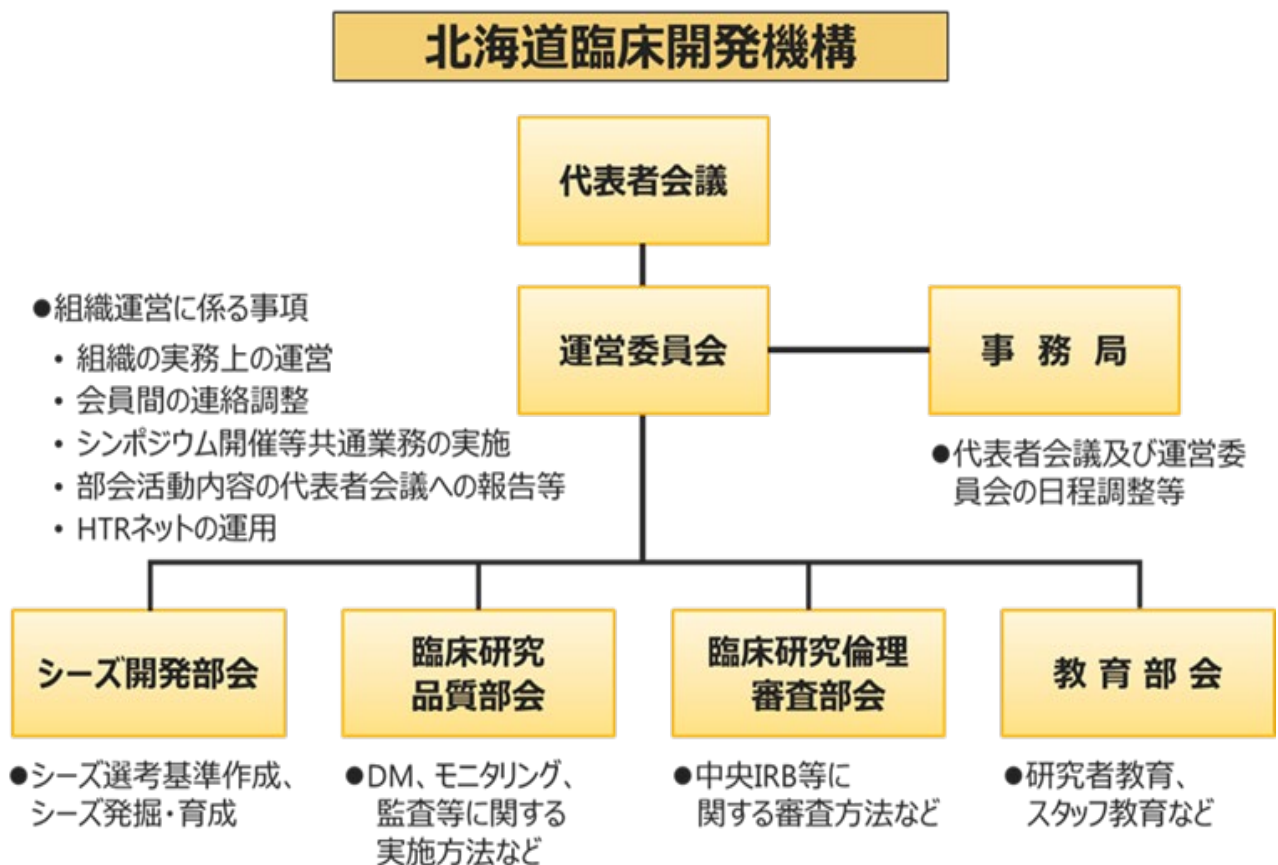 北海道臨床開発機構
代表者会議
●組織運営に係る事項
・ 組織の実務上の運営
・ 会員間の連絡調整
・ シンポジウム開催等共通業務の実施
・ 部会活動内容の代表者会議への報告等
・ HTRネットの運用
運営委員会
事 務 局
●代表者会議及び運営委
員会の日程調整等
シーズ開発部会
●シーズ選考基準作成、
シーズ発掘・育成
臨床研究
品質部会
●DM、モニタリング、
監査等に関する
実施方法など
臨床研究倫理
審査部会
●中央IRB等に
関する審査方法など
教 育 部 会
●研究者教育、
スタッフ教育など